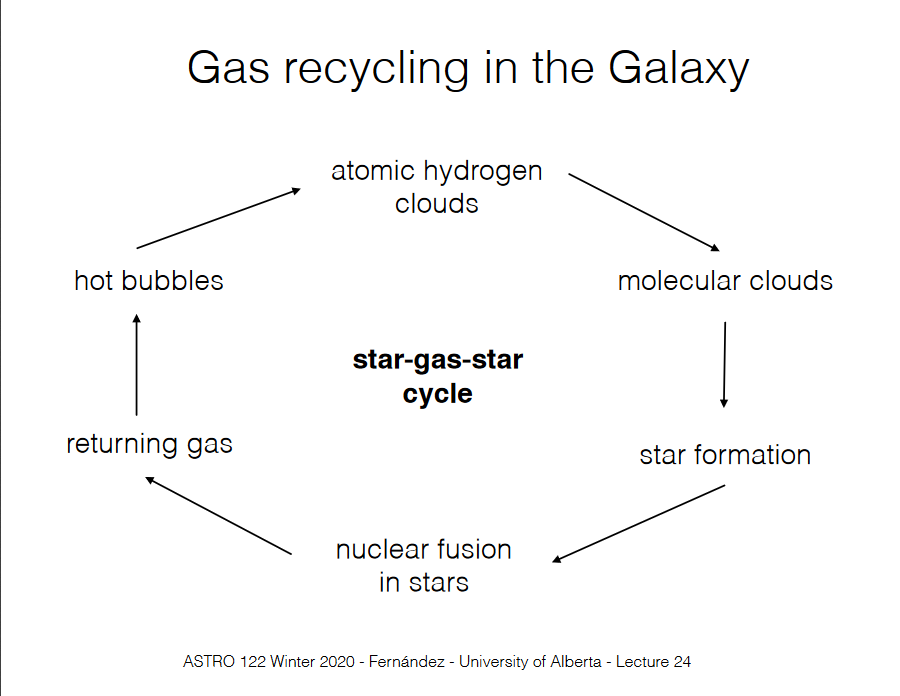 Gas recycling in the Galaxy
atomic hydrogen
clouds
hot bubbles
molecular clouds
star-gas-star
cycle
returning gas
star formation
nuclear fusion
in stars
ASTRO 122 Winter 2020 - Fernández - University of Alberta - Lecture 24